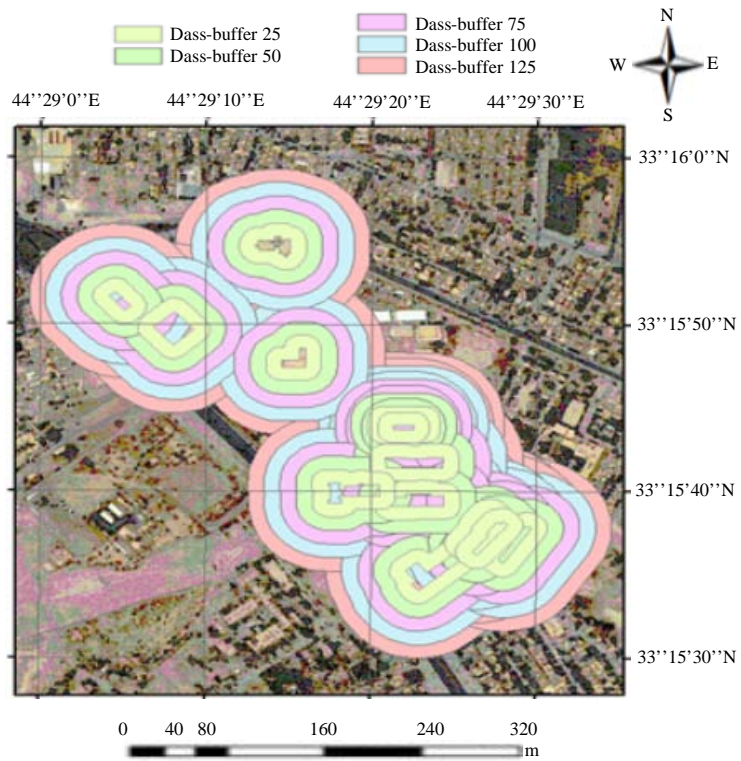 Dass-buffer 25
Dass-buffer 50
Dass-buffer 75
Dass-buffer 100
Dass-buffer 125
N
W E
S
44''29'0''E 44''29'10''E 44''29'20''E 44''29'30''E
33''16'0''N
33''15'50''N
33''15'40''N
33''15'30''N
0 40 80 160 240 320
m